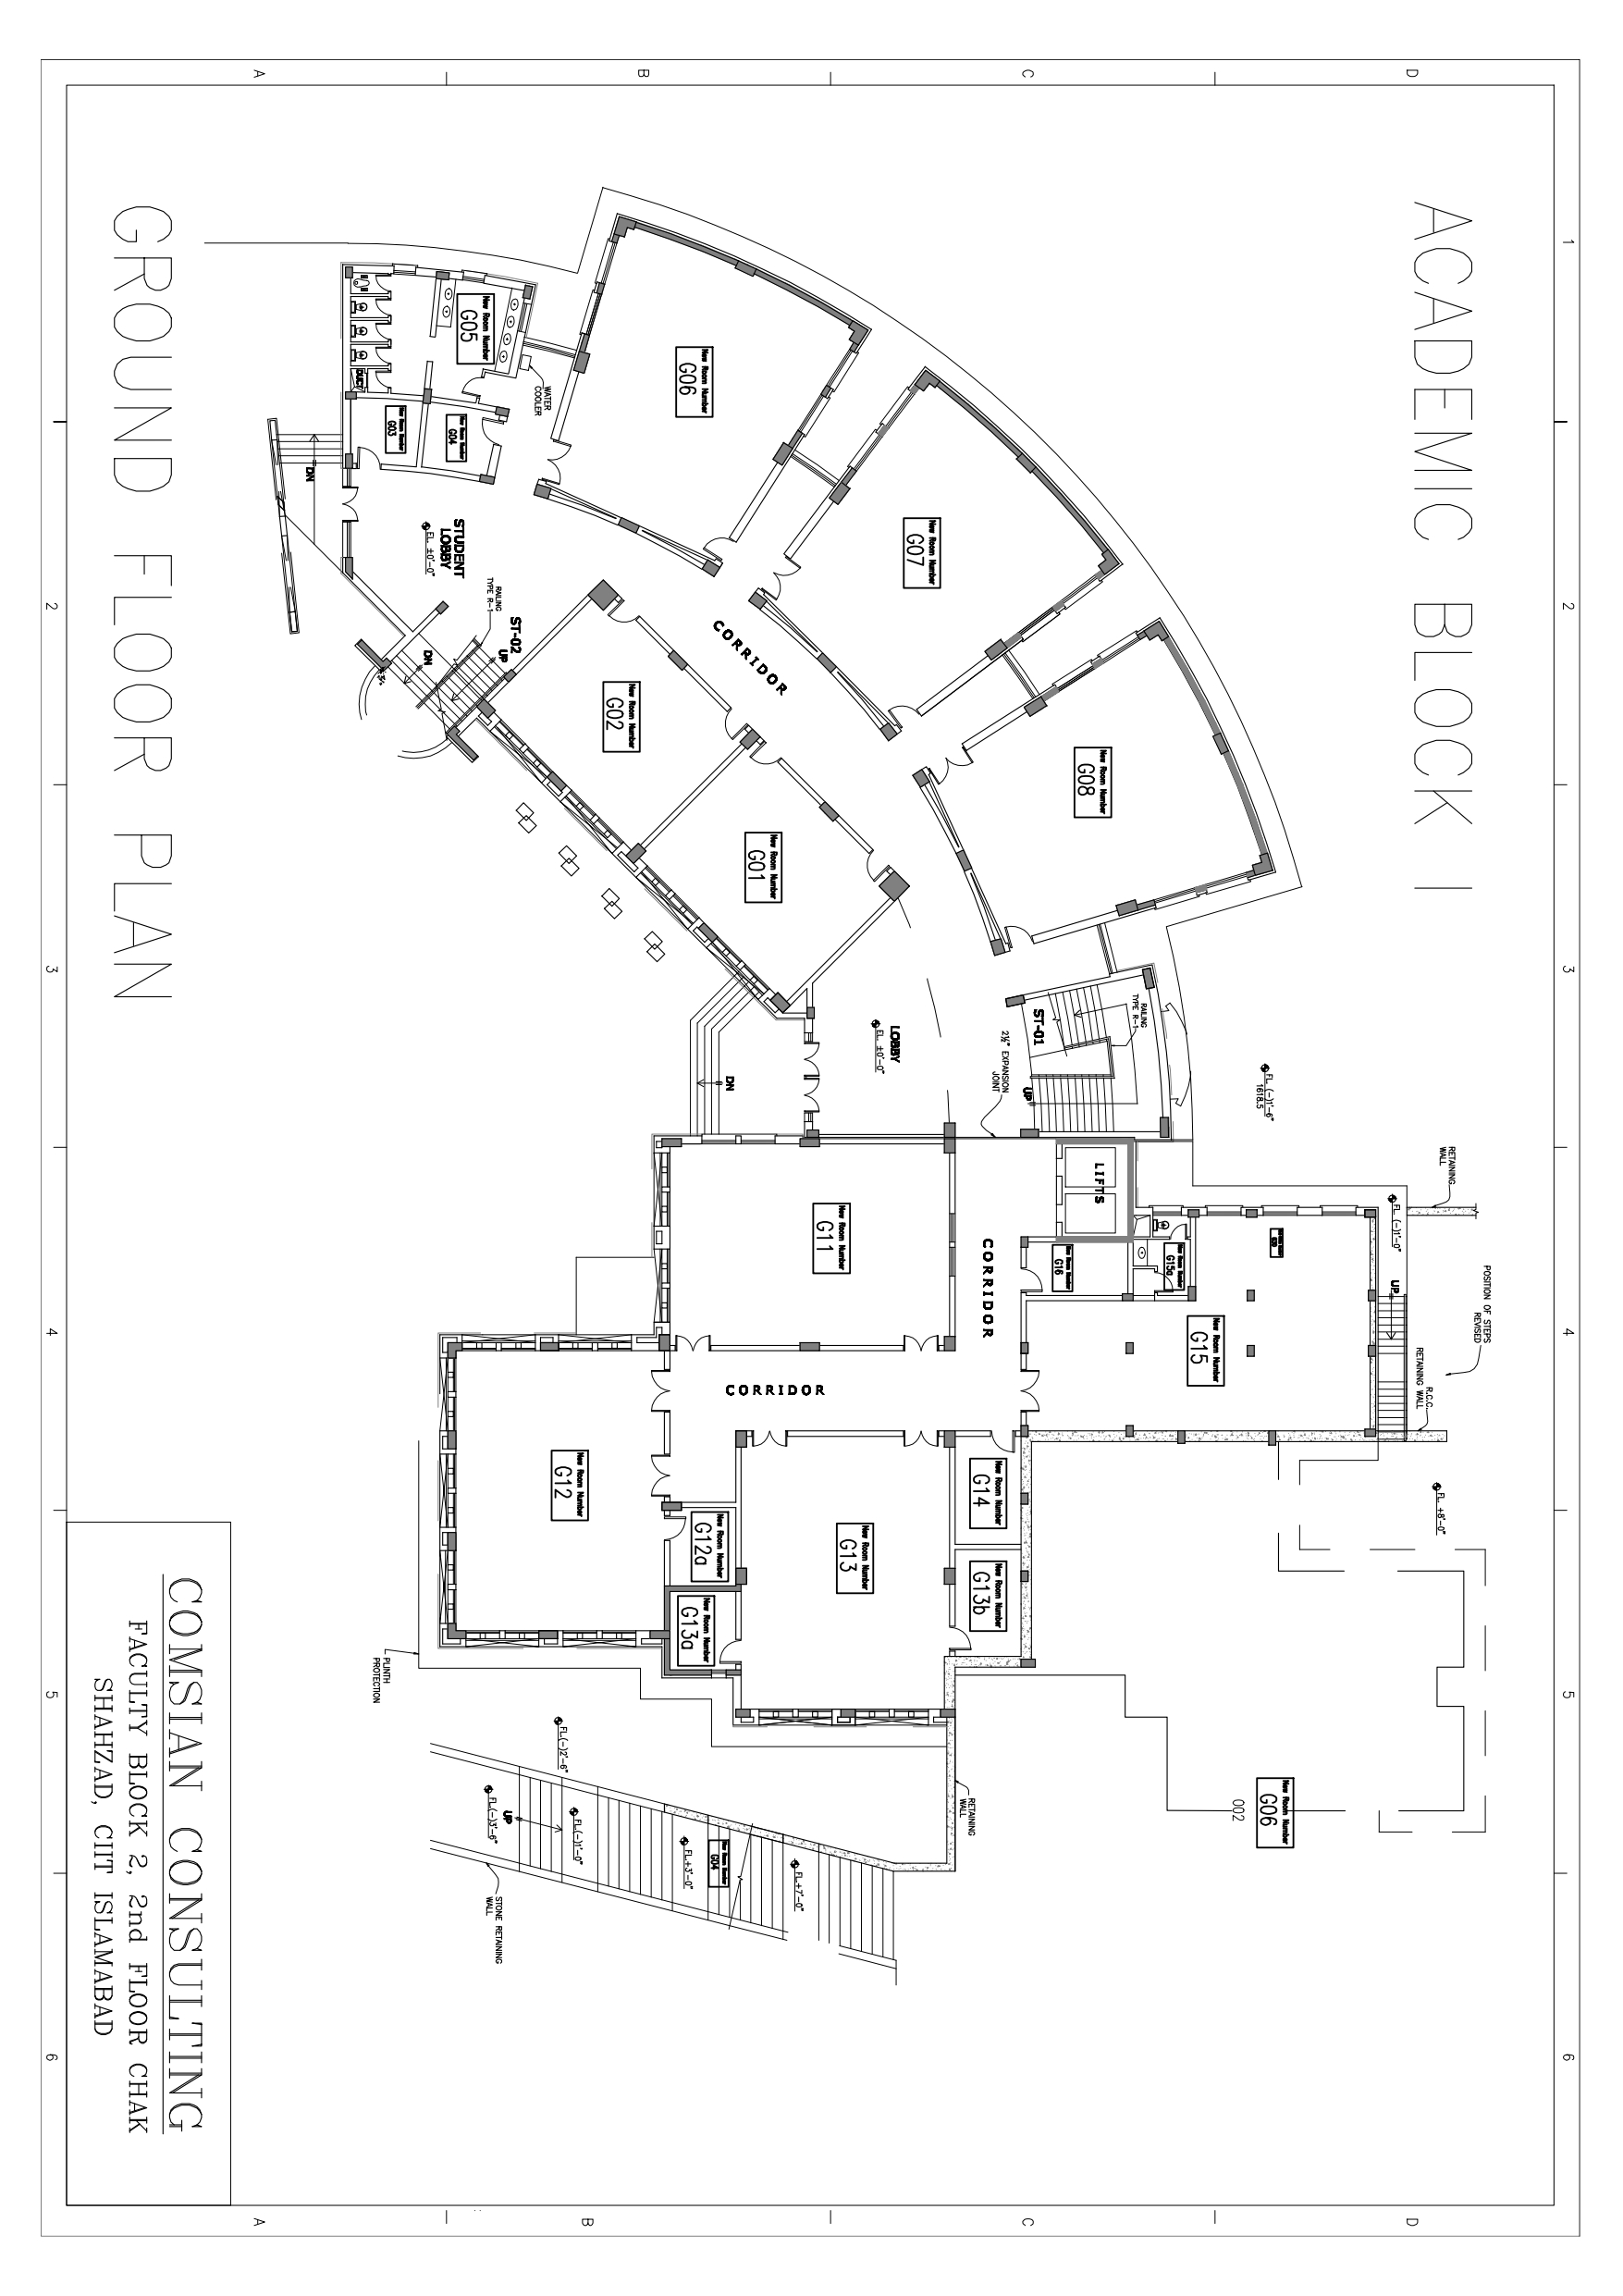 1 2 3 4 5 6
D D
C C
B B
A A
ACADEMIC BLOCK I
POSITION OF STEPS
REVISED
RETAINING
WALL
R.C.C.
RETAINING WALL
FL. +8'-0"
FL. (-)1'-0"
UP
FL. (-)1'-6"
1618.5
New Room Number
G30
New Room Number
G06
002
New Room Number
G15
New Room Number
G15a
RAILING
TYPE R-1
LIFTS
New Room Number
G08
New Room Number
G16
ST-01
UP
2½" EXPANSION
JOINT
CORRIDOR
New Room Number
G14
New Room Number
G13b
RETAINING
WALL
New Room Number
G07
LOBBY
EL. ±0'-0"
New Room Number
G11
New Room Number
G13
CORRIDOR
FL.+7'-0"
New Room Number
G01
CORRIDOR
DN
New Room Number
G04
New Room Number
G12a
New Room Number
G13a
New Room Number
G06
FL.+3'-0"
New Room Number
G02
New Room Number
G12
FL.(-)1'-0"
FL.(-)2'-6"
WATER
COOLER
ST-02
UP
RAILING
TYPE R-1
UP
FL.(-)3'-6"
STONE RETAINING
WALL
New Room Number
G05
New Room Number
G04
STUDENT
LOBBY
EL. ±0'-0"
DN
New Room Number
G03
DUCT
PLINTH
PROTECTION
DN
GROUND FLOOR PLAN
COMSIAN CONSULTING
FACULTY BLOCK 2, 2nd FLOOR CHAK
SHAHZAD, CIIT ISLAMABAD
2 3 4 5 6